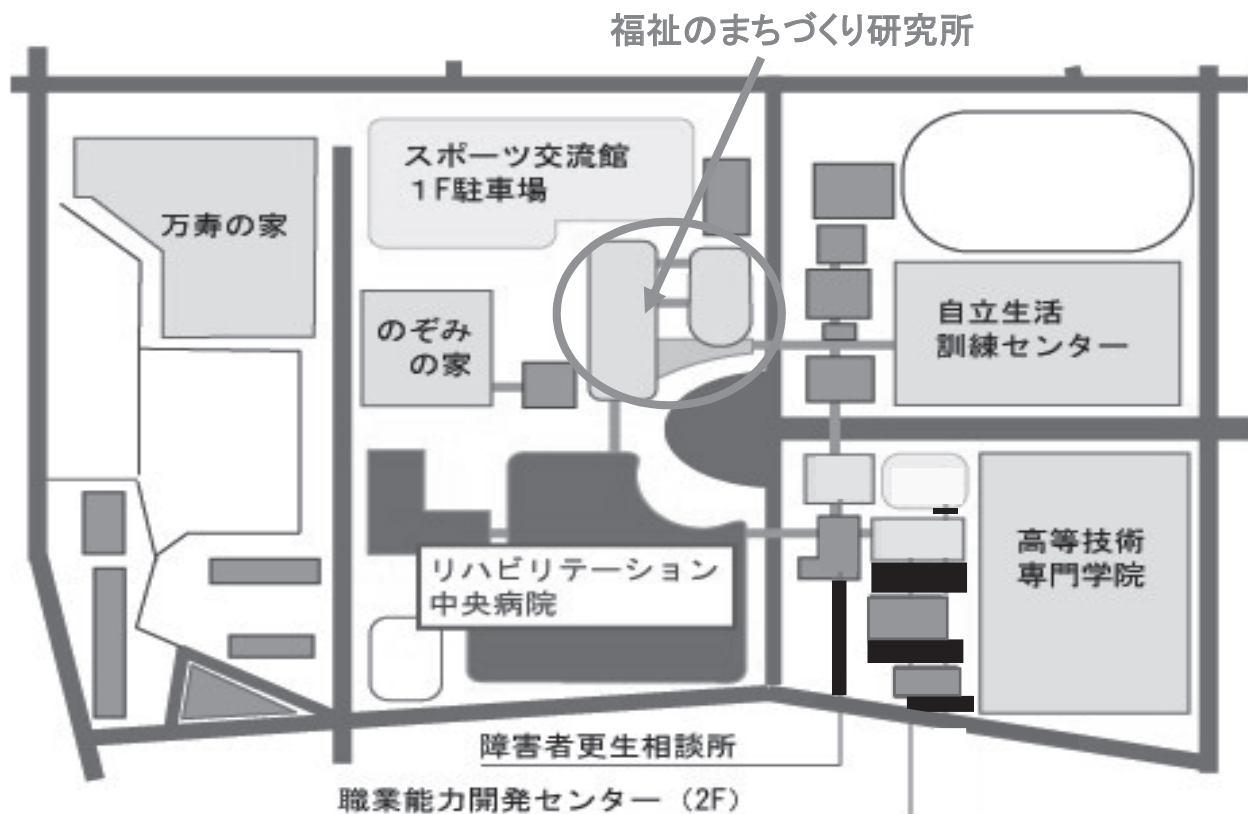 福祉のまちづくり研究所
スポーツ交流館
1F駐車場
万寿の家
のぞみ
の家
自立生活
訓練センター
高等技術
専門学院
リハビリテーション
中央病院
障害者更生相談所
職業能力開発センター（2F）